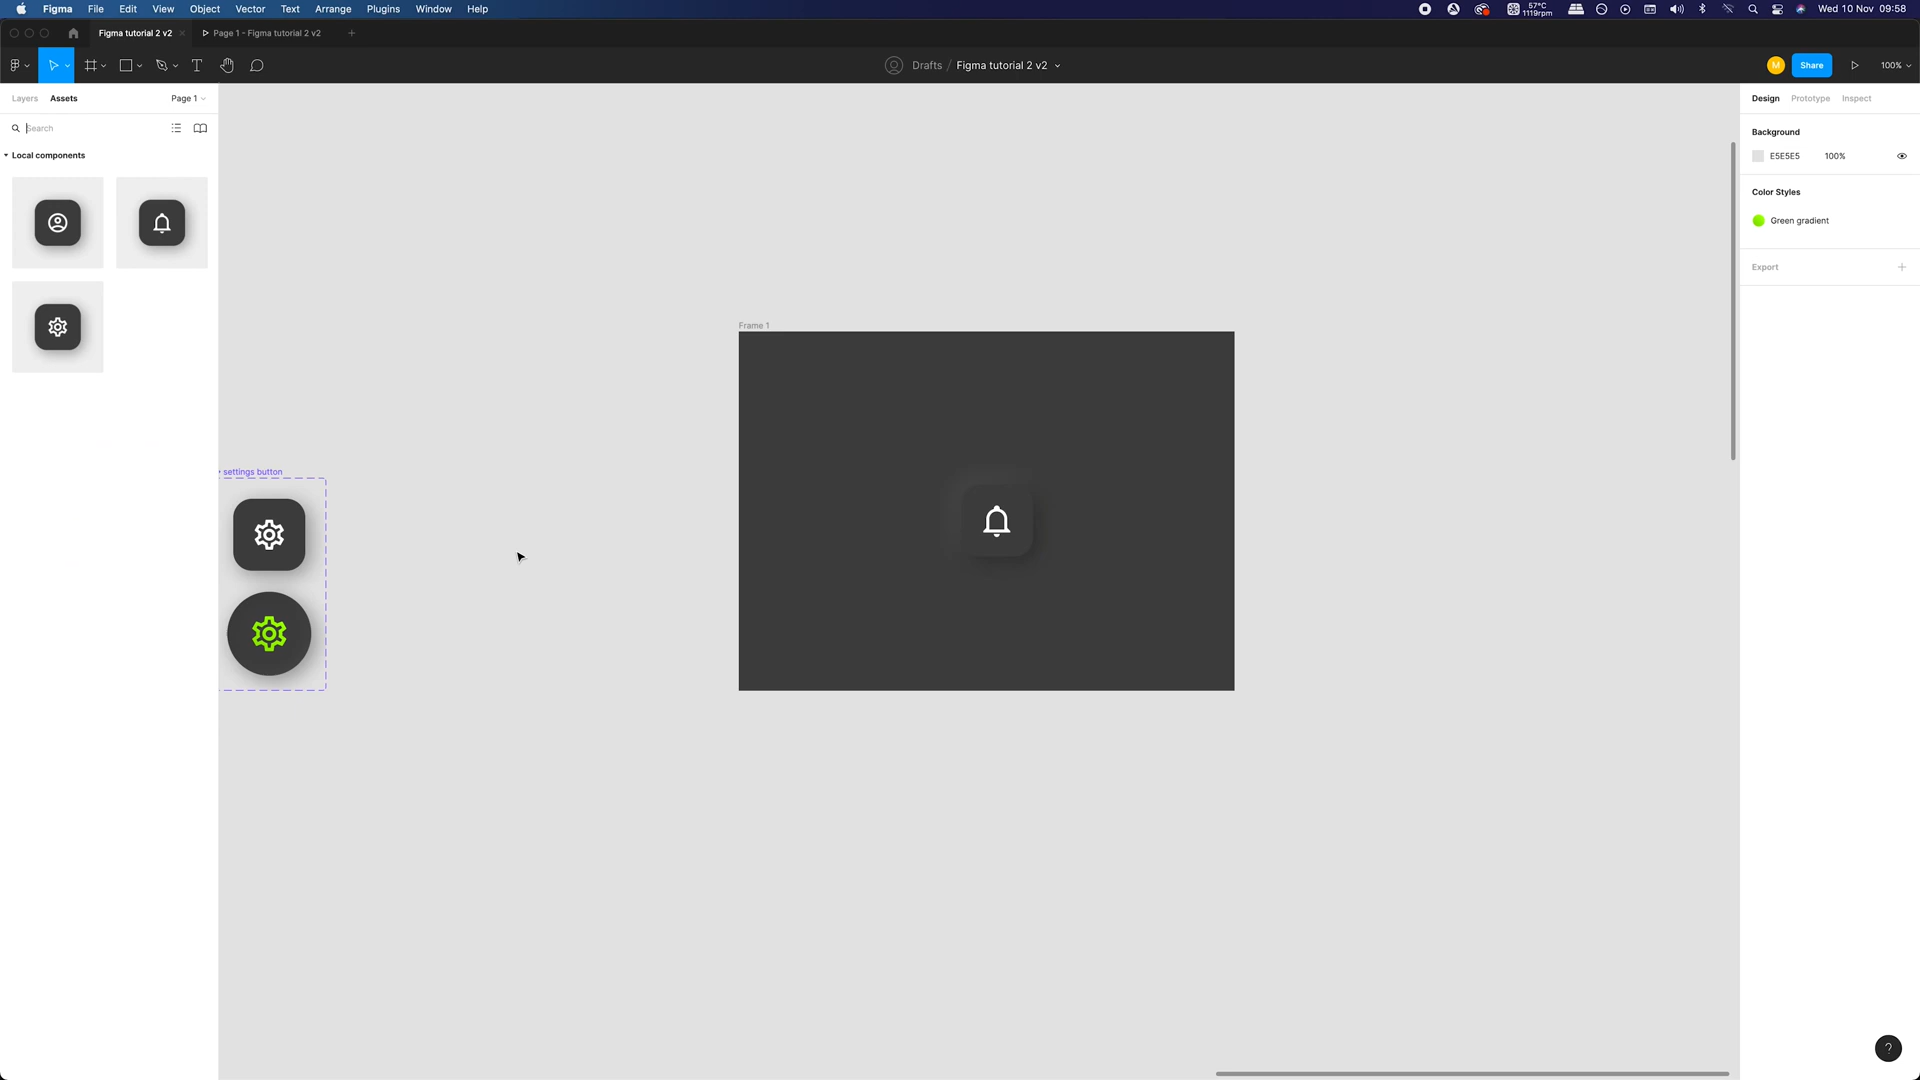 Figma File Edit View Object Vector Text Arrange Plugins Window Help
57°C
1119rpm
Wed 10 Nov 09:58
Figma tutorial 2 v2
Page 1 - Figma tutorial 2 v2
Drafts / Figma tutorial 2 v2
M
Share
100%
Layers Assets Page 1
Search
Local components
settings button
Frame 1
Design Prototype Inspect
Background
E5E5E5 100%
Color Styles
Green gradient
Export
?